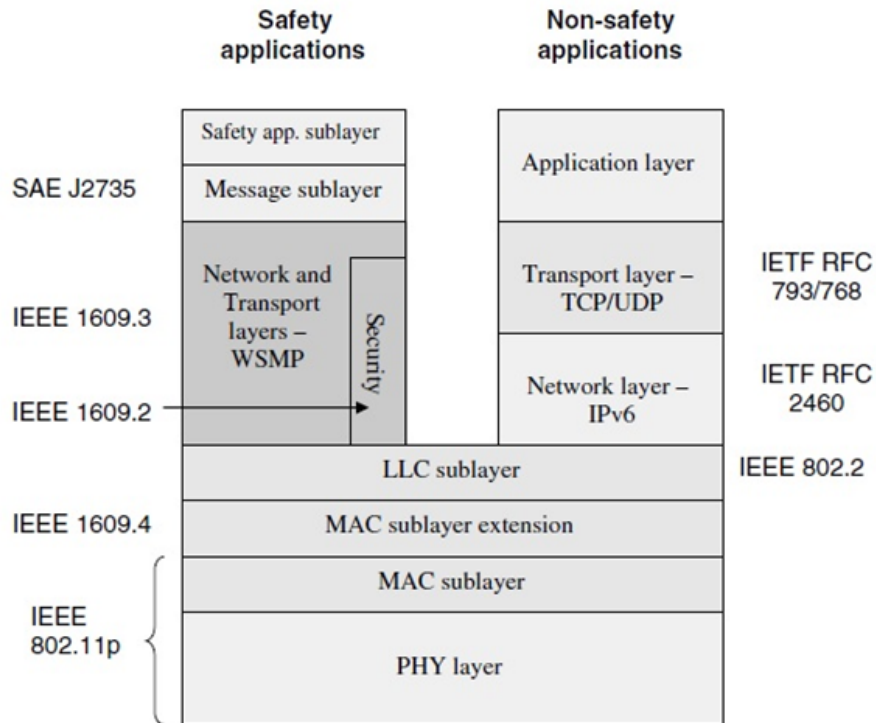 Safety
applications
Non-safety
applications
Safety app. sublayer
SAE J2735
Message sublayer
Application layer
Network and
Transport
layers –
WSMP
Security
IEEE 1609.3
IEEE 1609.2
Transport layer –
TCP/UDP
IETF RFC
793/768
Network layer –
IPv6
IETF RFC
2460
LLC sublayer
IEEE 802.2
IEEE 1609.4
MAC sublayer extension
MAC sublayer
IEEE
802.11p
PHY layer